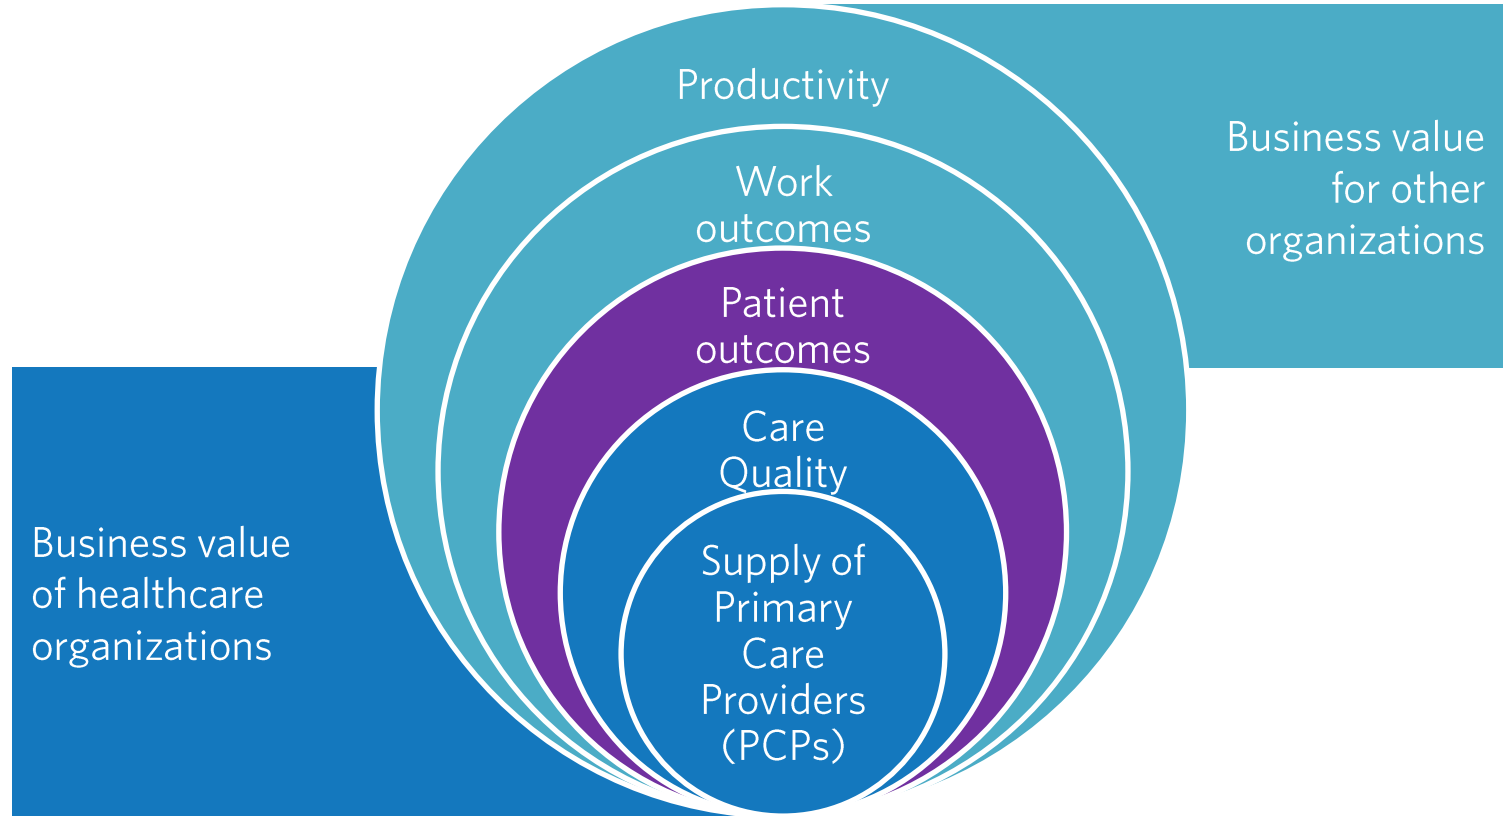 Productivity
Work
outcomes
Patient
outcomes
Care
Quality
Supply of
Primary
Care
Providers
(PCPs)
Business value
for other
organizations
Business value
of healthcare
organizations